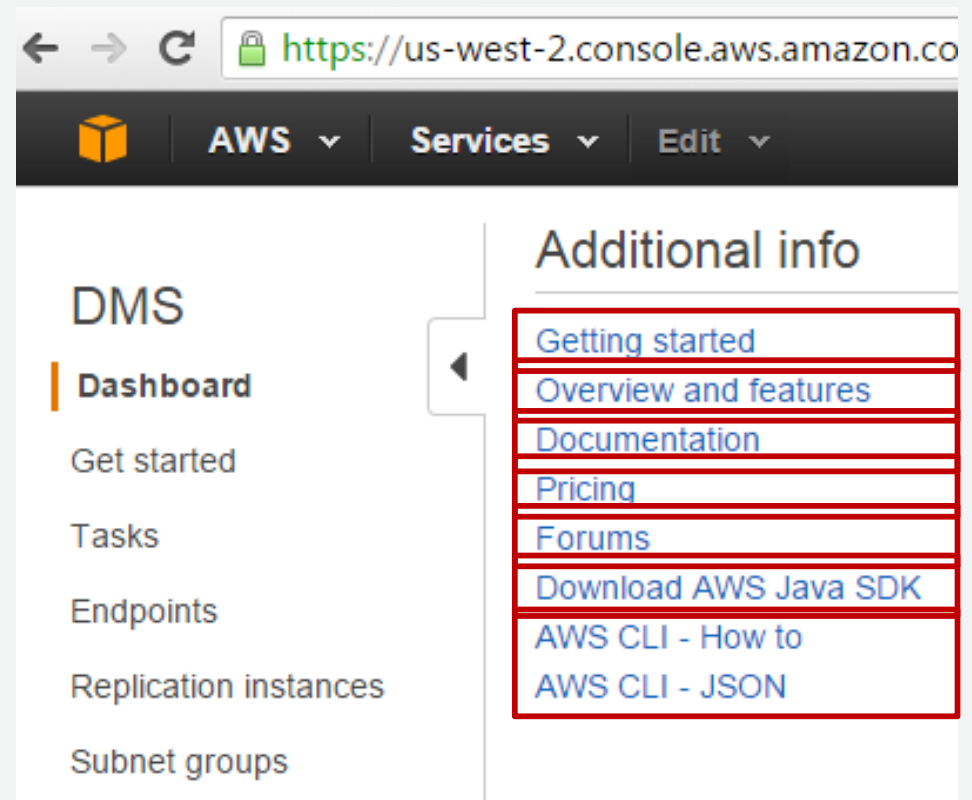 https://us-west-2.console.aws.amazon.co
AWS Services Edit
DMS
Dashboard
Get started
Tasks
Endpoints
Replication instances
Subnet groups
Additional info
Getting started
Overview and features
Documentation
Pricing
Forums
Download AWS Java SDK
AWS CLI - How to
AWS CLI - JSON